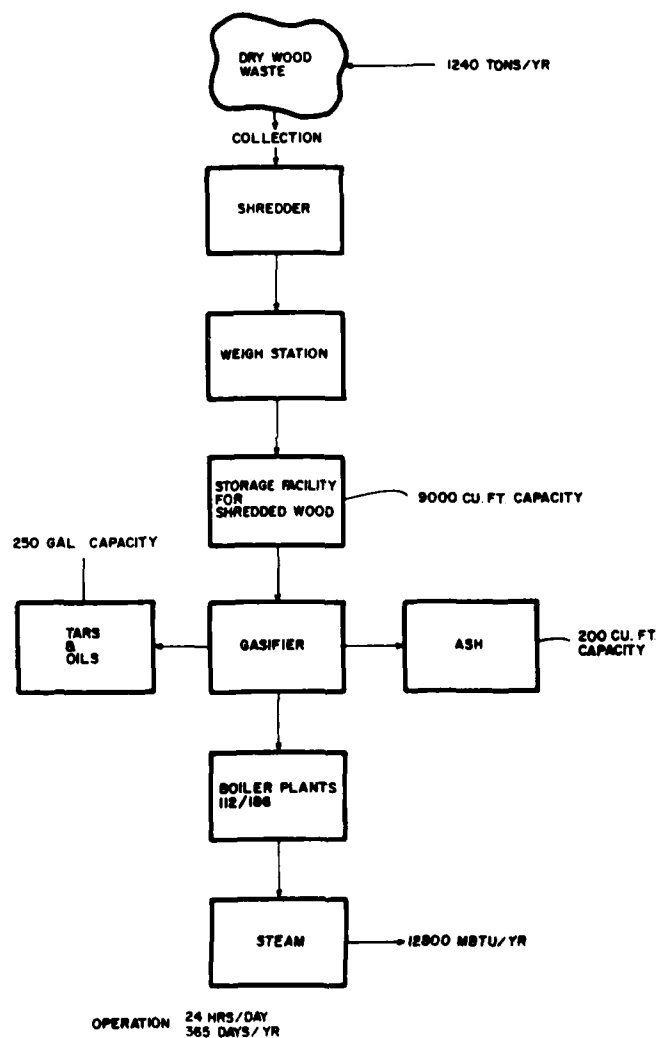 DRY WOOD
WASTE
1240 TONS/YR
COLLECTION
SHREDDER
WEIGH STATION
STORAGE FACILITY
FOR
SHREDDED WOOD
9000 CU. FT. CAPACITY
250 GAL CAPACITY
TARS
&
OILS
GASIFIER
ASH
200 CU. FT.
CAPACITY
BOILER PLANTS
112/186
STEAM
12800 MBTU/YR
OPERATION 24 HRS/DAY
365 DAYS/YR